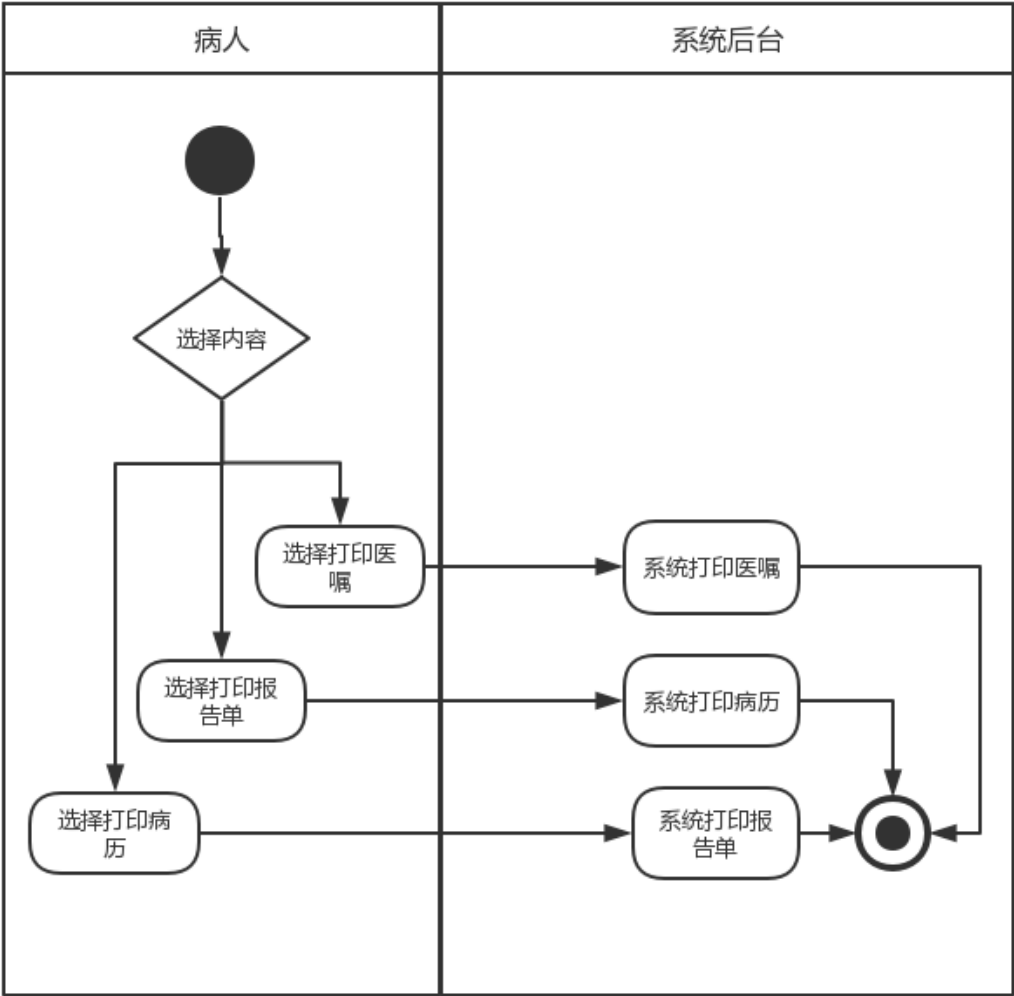 病人
系统后台
选择内容
选择打印医
嘱
系统打印医嘱
选择打印报
告单
系统打印病历
选择打印病
历
系统打印报
告单